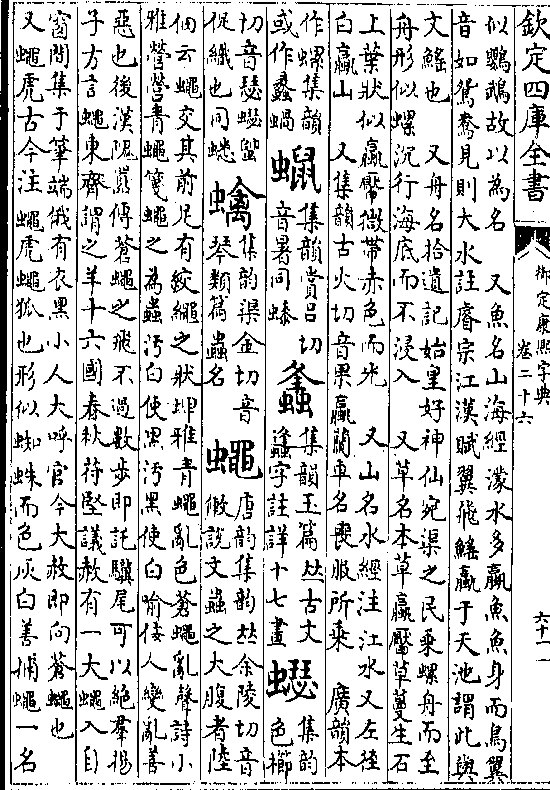 欽定四庫全書
御定康熙字典
卷二十六
六十一
似鸚鵡故以為名　又魚名山海經濛水多蠃魚魚身而鳥翼
音如鴛鴦見則大水註睿宗江漢賦翼飛鰩蠃于天池謂此與
文鰩也　又舟名拾遺記始皇好神仙宛渠之民乘螺舟而至
舟形似螺沉行海底而不浸入　又草名本草蠃靨草蔓生石
上葉狀似蠃靨微帶赤色而光　又山名水經注江水又左徑
白蠃山　又集韻古火切音果蠃蘭車名喪服所乘　廣韻本
作螺集韻　集韻賞呂切　集韻玉篇𠀤古文　集韻
或作蠡蝸　音暑同　字註詳十七畫　色櫛
切音瑟蟋蟀　蠄　集韻渠金切音　蠅　唐韻集韻𠀤余陵切音
促織也同蟋　琴類篇蟲名　說文蟲之大腹者陸
佃云蠅交其前足有絞繩之狀埤雅青蠅亂色蒼蠅亂聲詩小
雅營營青蠅箋蠅之為蟲汚白使黑汚黑使白喻佞人變亂善
惡也後漢隗囂傳蒼蠅之飛不過數步即託驥尾可以絕羣揚
子方言蠅東齊謂之羊十六國春秋苻堅議赦有一大蠅入自
窗間集于筆端俄有衣黑小人大呼官今大赦即向蒼蠅也
又蠅虎古今注蠅虎蠅狐也形似蜘蛛而色灰白善捕蠅一名